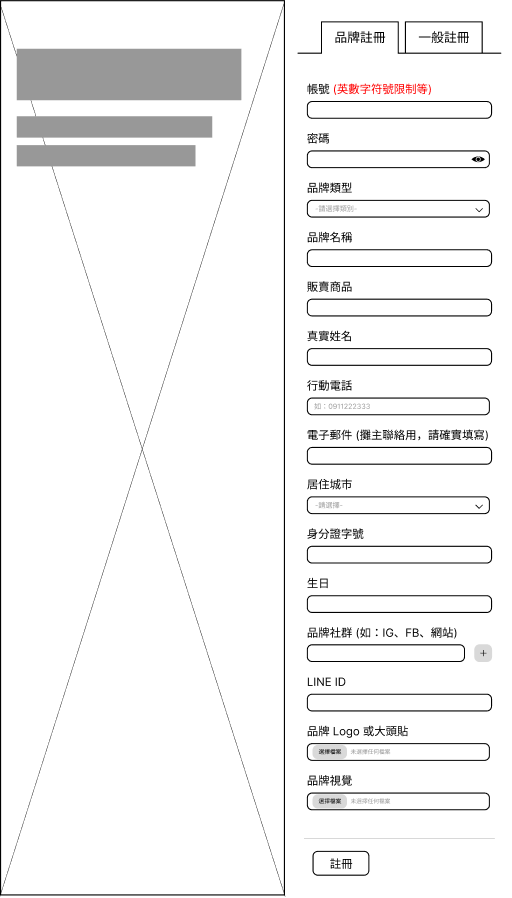 品牌註冊
一般註冊
帳號 (英數字符號限制等)
密碼
品牌類型
-請選擇類別-
品牌名稱
販賣商品
真實姓名
行動電話
如：0911222333
電子郵件 (攤主聯絡用，請確實填寫)
居住城市
-請選擇-
身分證字號
生日
品牌社群 (如：IG、FB、網站)
+
LINE ID
品牌 Logo 或大頭貼
選擇檔案 未選擇任何檔案
品牌視覺
選擇檔案 未選擇任何檔案
註冊